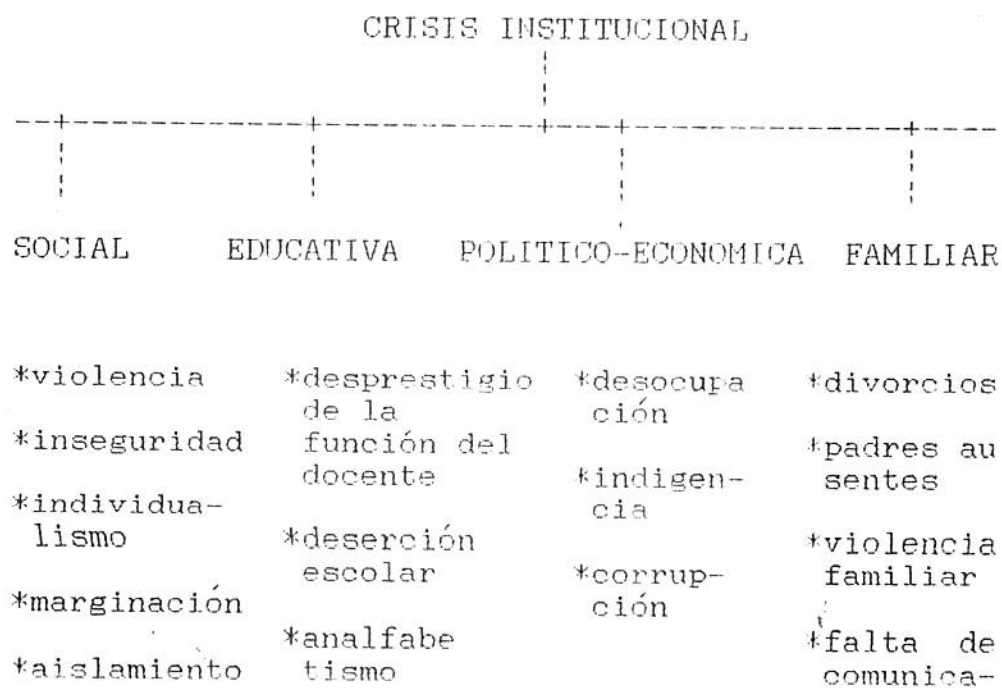 CRISIS INSTITUCIONAL
SOCIAL EDUCATIVA POLITICO-ECONOMICA FAMILIAR
*violencia
*inseguridad
*individua-
lismo
*marginación
*aislamiento
*desprestigio
de la
función del
docente
*deserción
escolar
*analfabe
tismo
*desocupa
ción
*indigen-
cia
*corrup-
ción
*divorcios
*padres au
sentes
*violencia
familiar
*falta de
comunica-